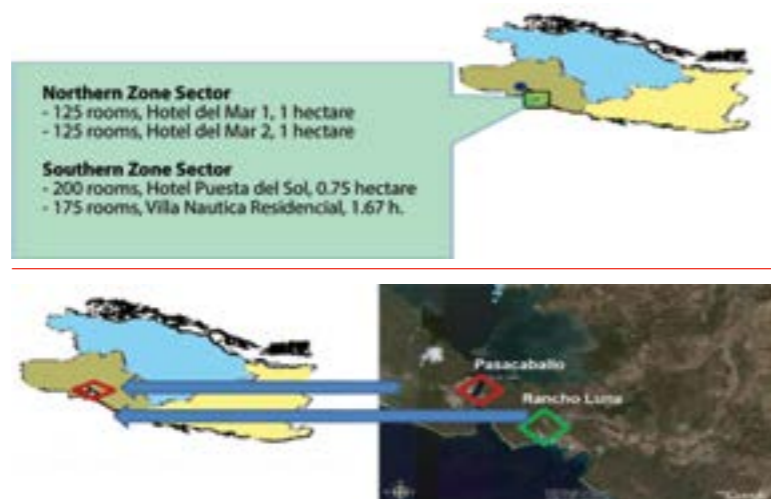 Northern Zone Sector
- 125 rooms, Hotel del Mar 1, 1 hectare
- 125 rooms, Hotel del Mar 2, 1 hectare
Southern Zone Sector
- 200 rooms, Hotel Puesta del Sol, 0.75 hectare
- 175 rooms, Villa Nautica Residencial, 1.67 h.
Pasacaballo
Rancho Luna